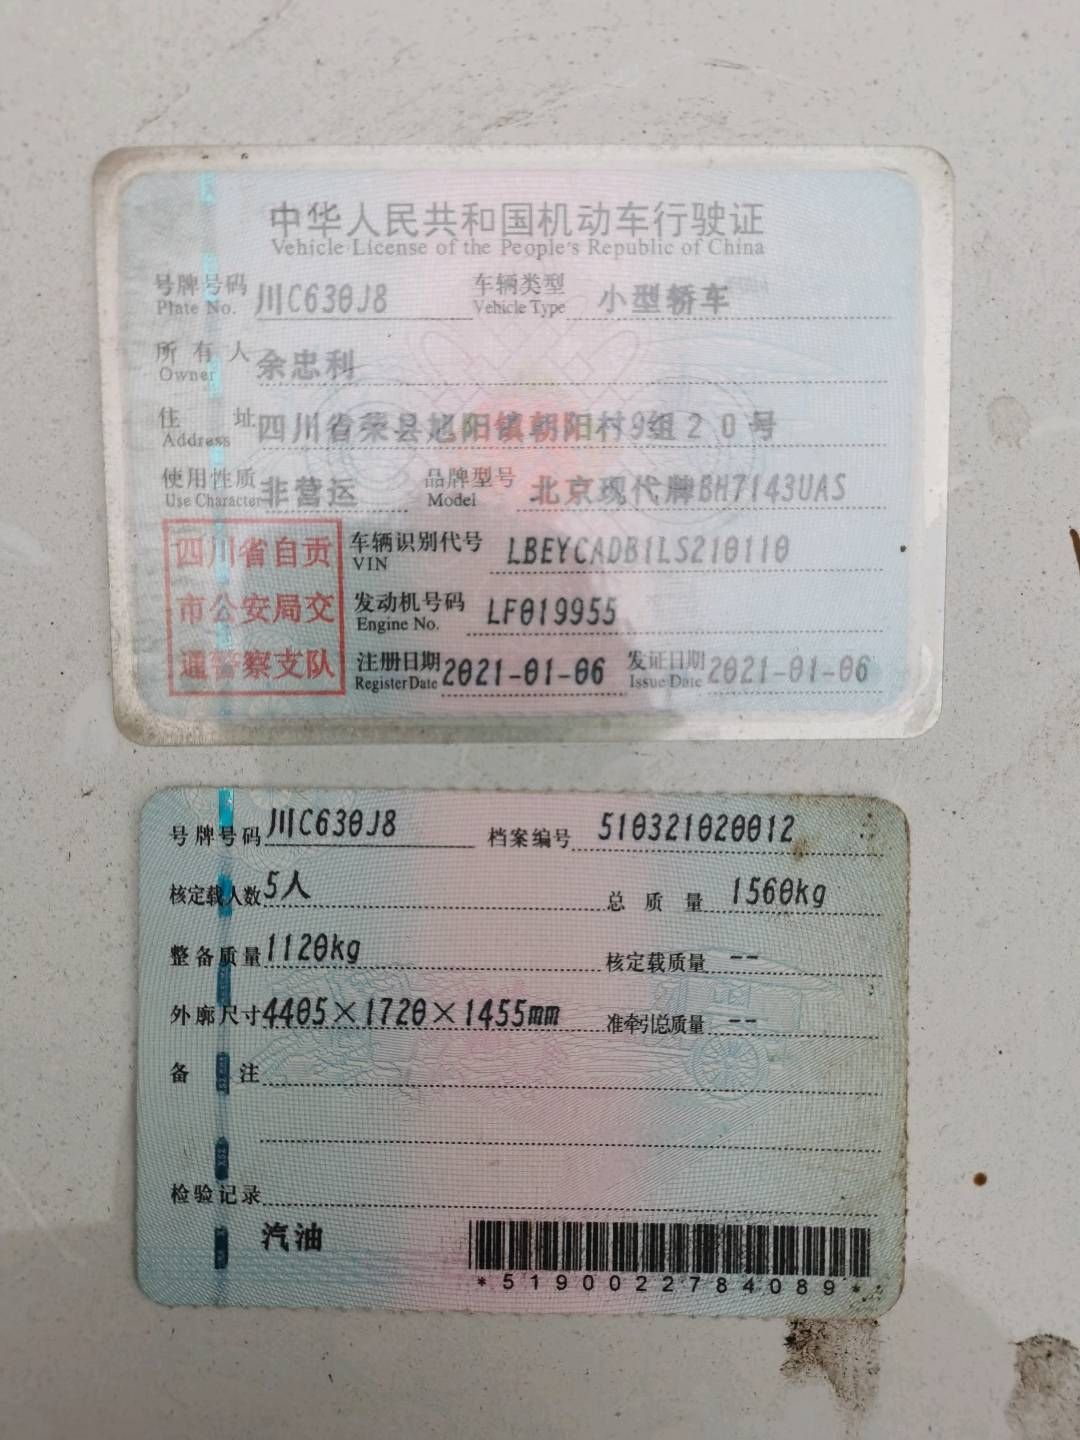 中华人民共和国机动车行驶证
Vehicle License of the People's Republic of China
号牌号码 川C630J8 车辆类型 小型轿车
Plate No. Vehicle Type
所有人 余忠利
Owner
住址 四川省荣县旭阳镇朝阳村9组20号
Address
使用性质 非营运 品牌型号 北京现代牌BH7143UAS
Use Character Model
四川省自贡
市公安局交
通警察支队
车辆识别代号 LBEYCADB1LS210110
VIN
发动机号码 LF019955
Engine No.
注册日期 2021-01-06 发证日期 2021-01-06
Register Date Issue Date
号牌号码 川C630J8 档案编号 510321020012
核定载人数 5人 总质量 1560kg
整备质量 1120kg 核定载质量 --
外廓尺寸 4405×1720×1455mm 准牵引总质量 --
备注
检验记录
汽油
*5190022784089*